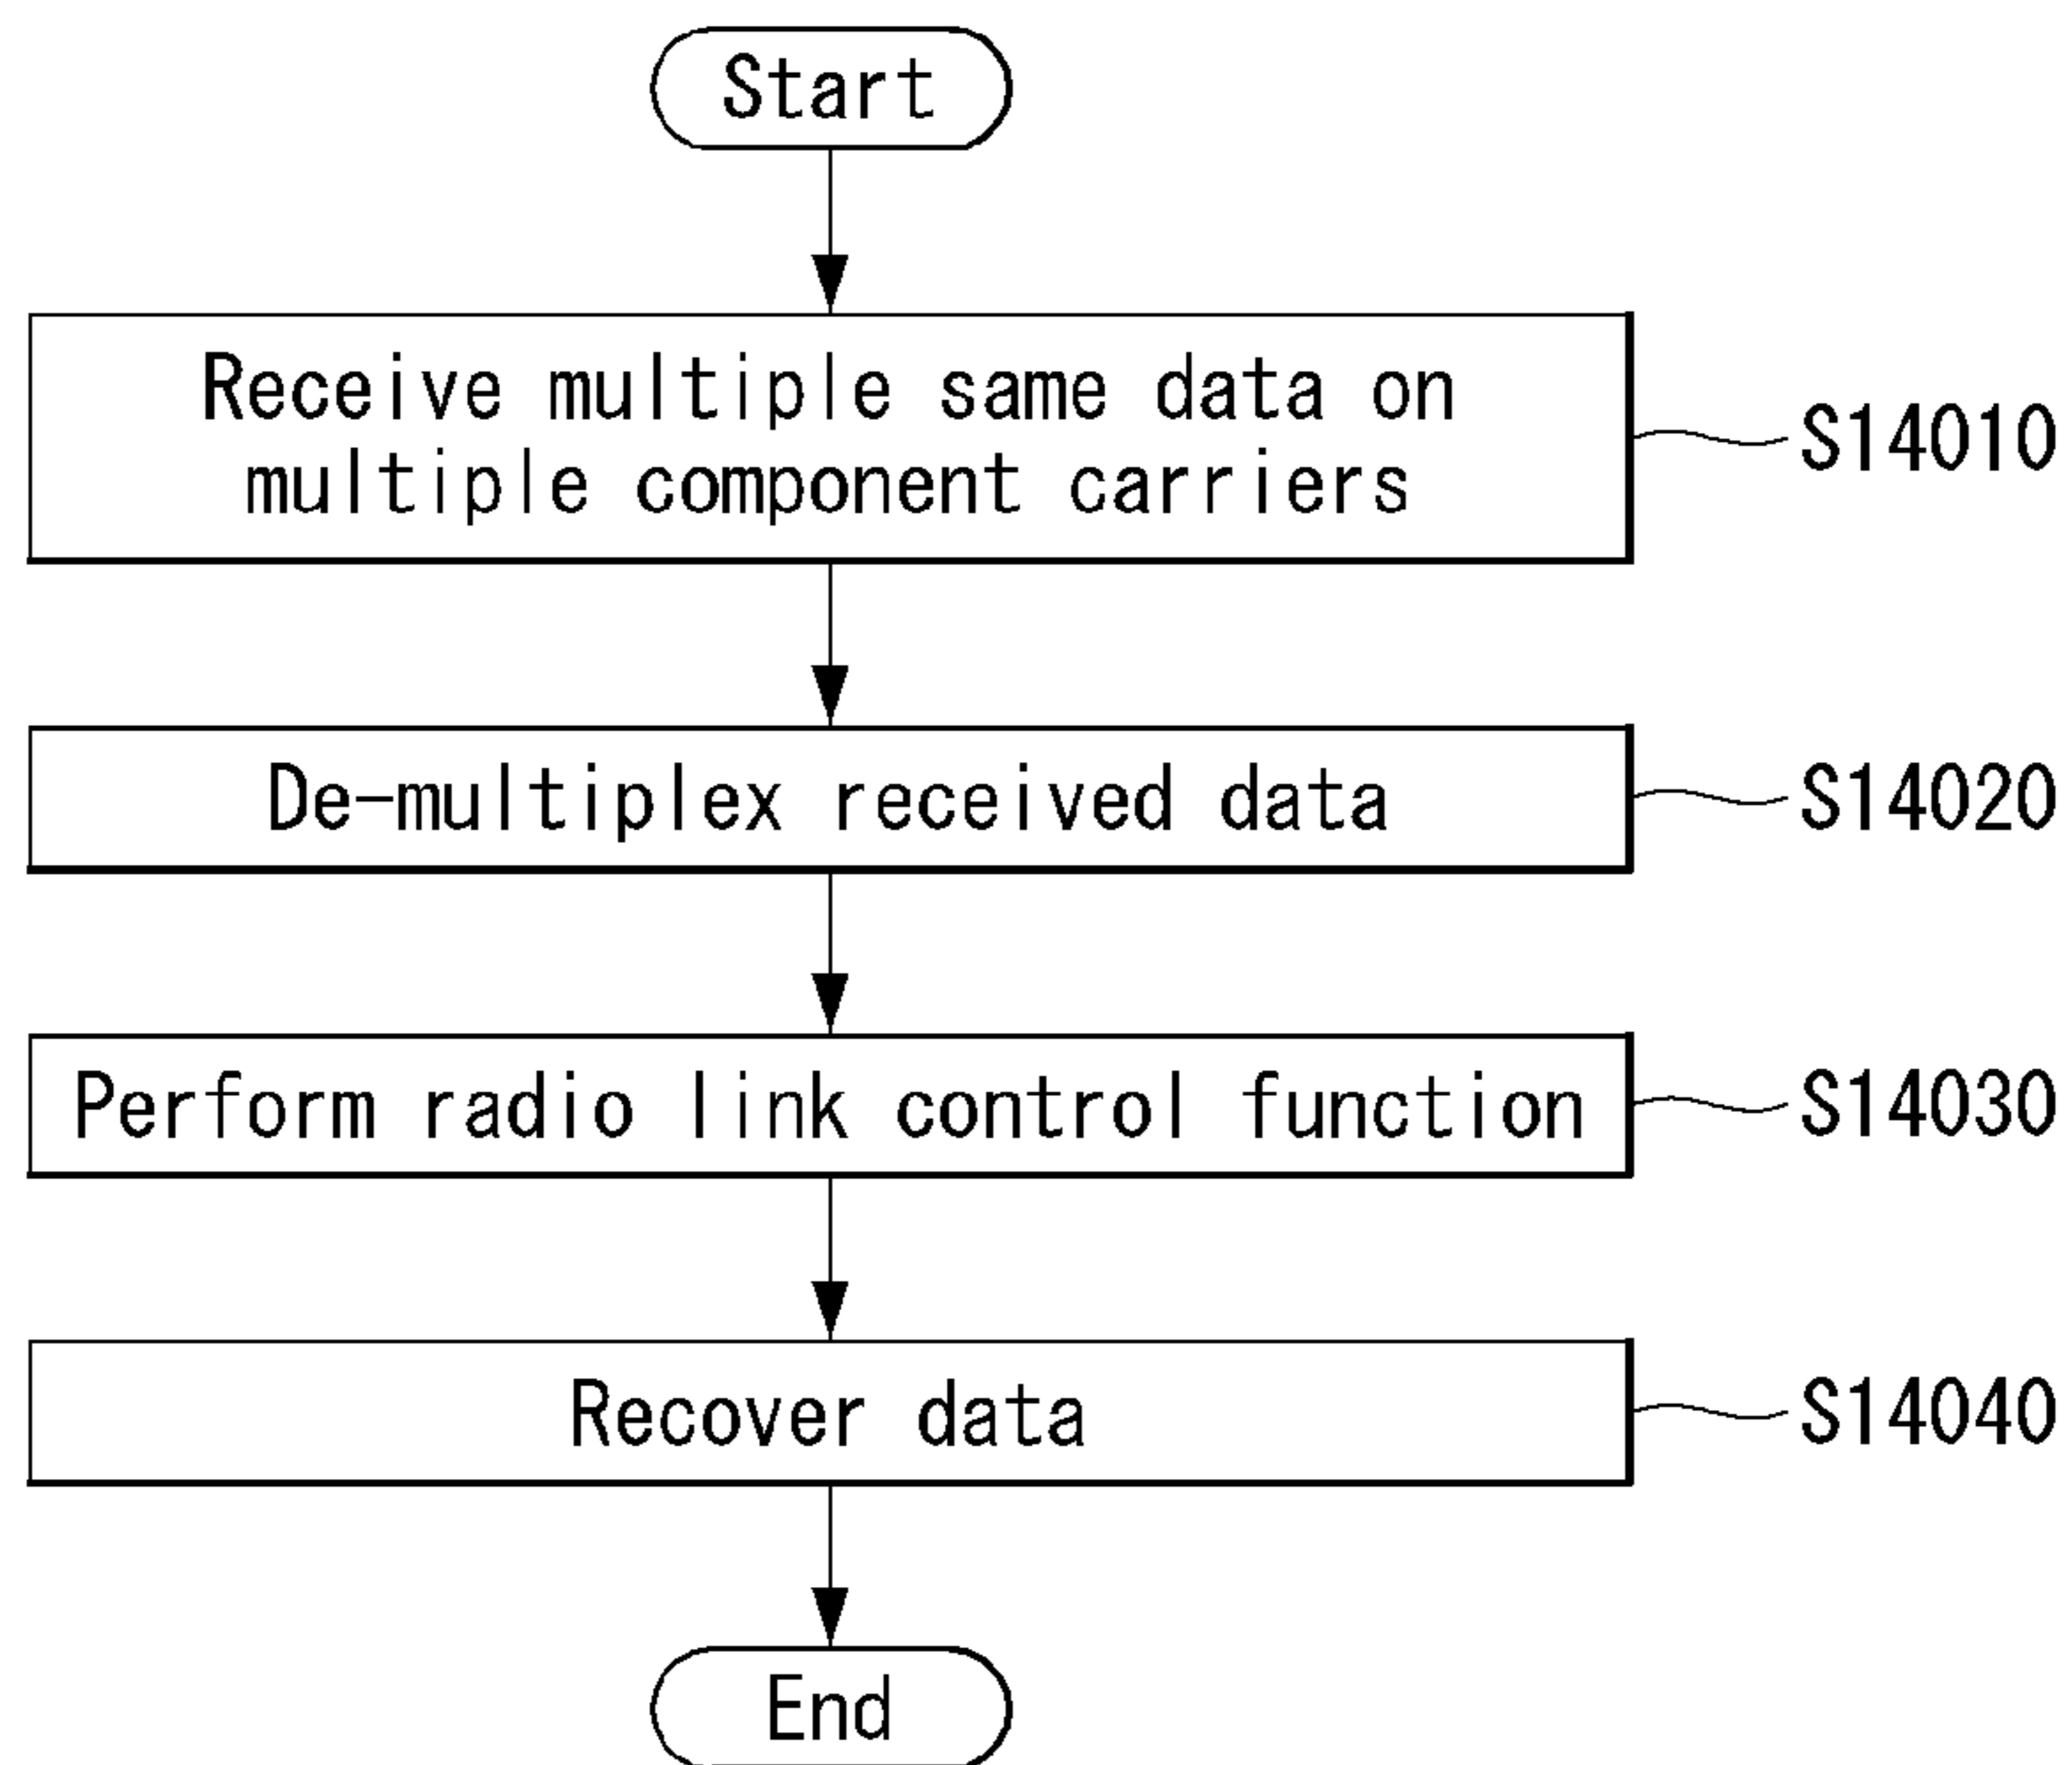 Start
Receive multiple same data on
multiple component carriers
S14010
De-multiplex received data
S14020
Perform radio link control function
S14030
Recover data
S14040
End